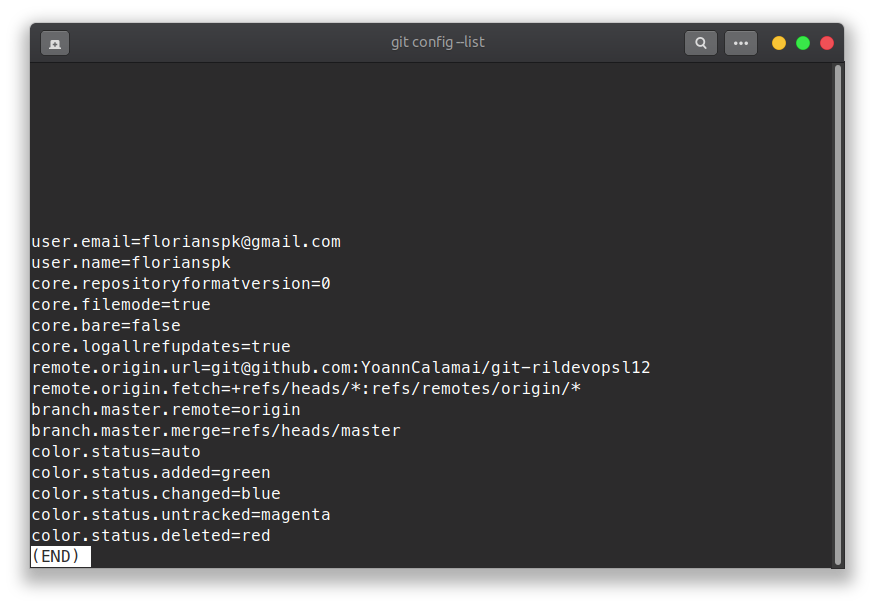 git config --list
user.email=florianspk@gmail.com
user.name=florianspk
core.repositoryformatversion=0
core.filemode=true
core.bare=false
core.logallrefupdates=true
remote.origin.url=git@github.com:YoannCalamai/git-rildevopsl12
remote.origin.fetch=+refs/heads/*:refs/remotes/origin/*
branch.master.remote=origin
branch.master.merge=refs/heads/master
color.status=auto
color.status.added=green
color.status.changed=blue
color.status.untracked=magenta
color.status.deleted=red
(END)